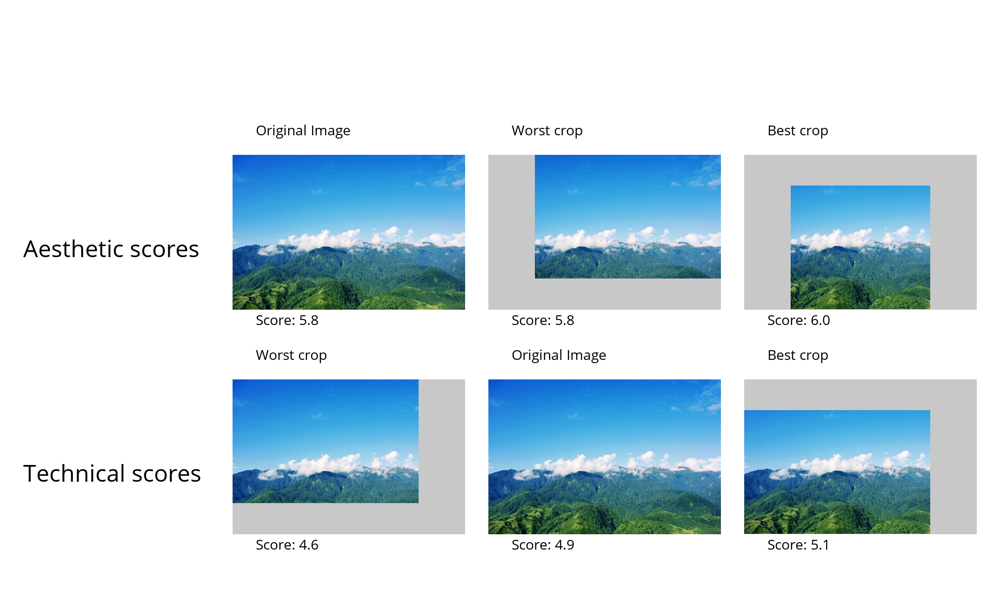 Original Image
Worst crop
Best crop
Aesthetic scores
Score: 5.8
Score: 5.8
Score: 6.0
Worst crop
Original Image
Best crop
Technical scores
Score: 4.6
Score: 4.9
Score: 5.1